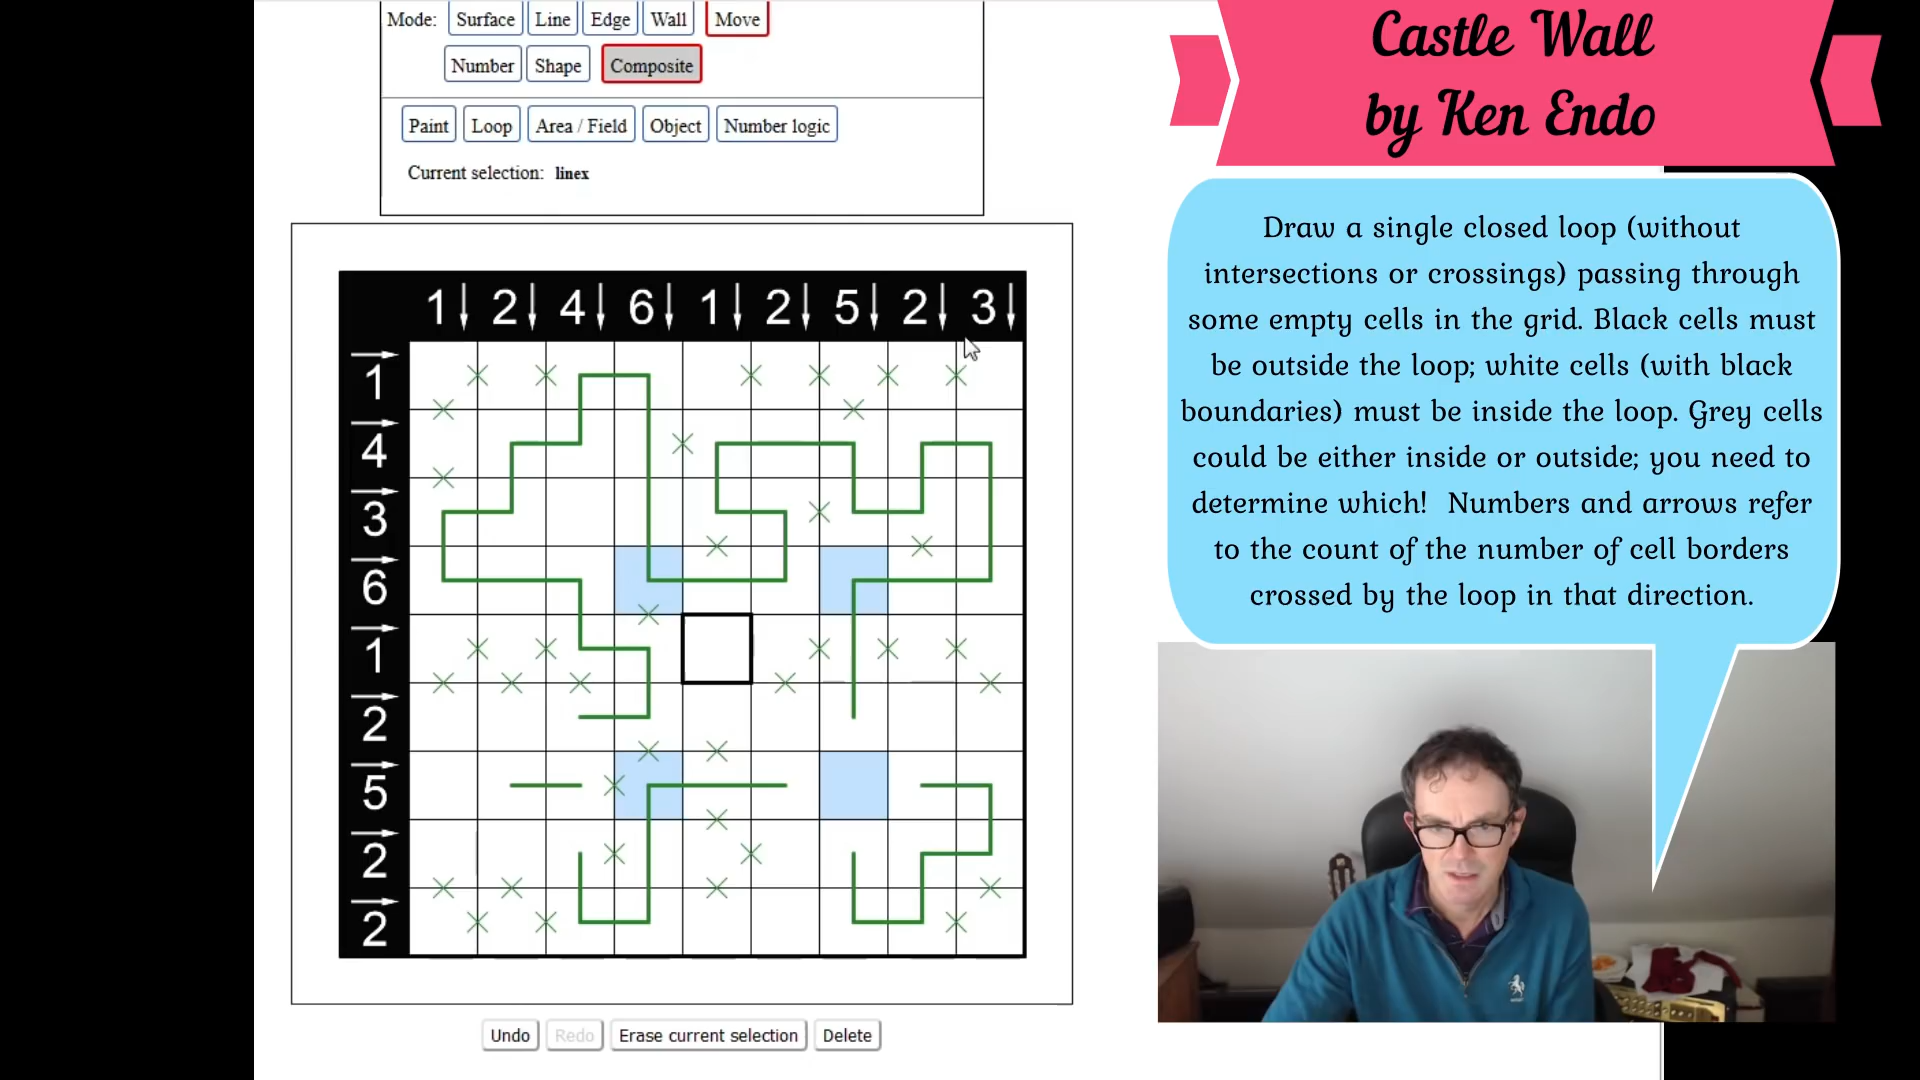 Mode: Surface Line Edge Wall Move
Number Shape Composite
Paint Loop Area / Field Object Number logic
Current selection: linex
1 2 4 6 1 2 5 2 3
1
4
3
6
1
2
5
2
2
Undo Redo Erase current selection Delete
Castle Wall
by Ken Endo
Draw a single closed loop (without
intersections or crossings) passing through
some empty cells in the grid. Black cells must
be outside the loop; white cells (with black
boundaries) must be inside the loop. Grey cells
could be either inside or outside; you need to
determine which! Numbers and arrows refer
to the count of the number of cell borders
crossed by the loop in that direction.